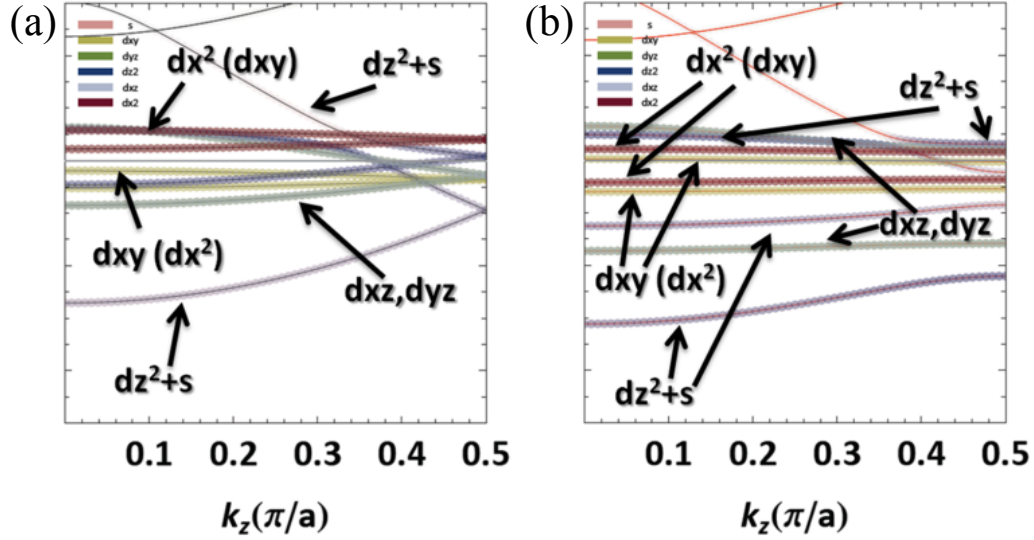 (a)
s
dxy
dyz
dz2
dxz
dx2
dx² (dxy)
dz²+s
dxy (dx²)
dxz,dyz
dz²+s
0.1 0.2 0.3 0.4 0.5
kz(π/a)
(b)
s
dxy
dyz
dz2
dxz
dx2
dx² (dxy)
dz²+s
dxz,dyz
dxy (dx²)
dz²+s
0.1 0.2 0.3 0.4 0.5
kz(π/a)